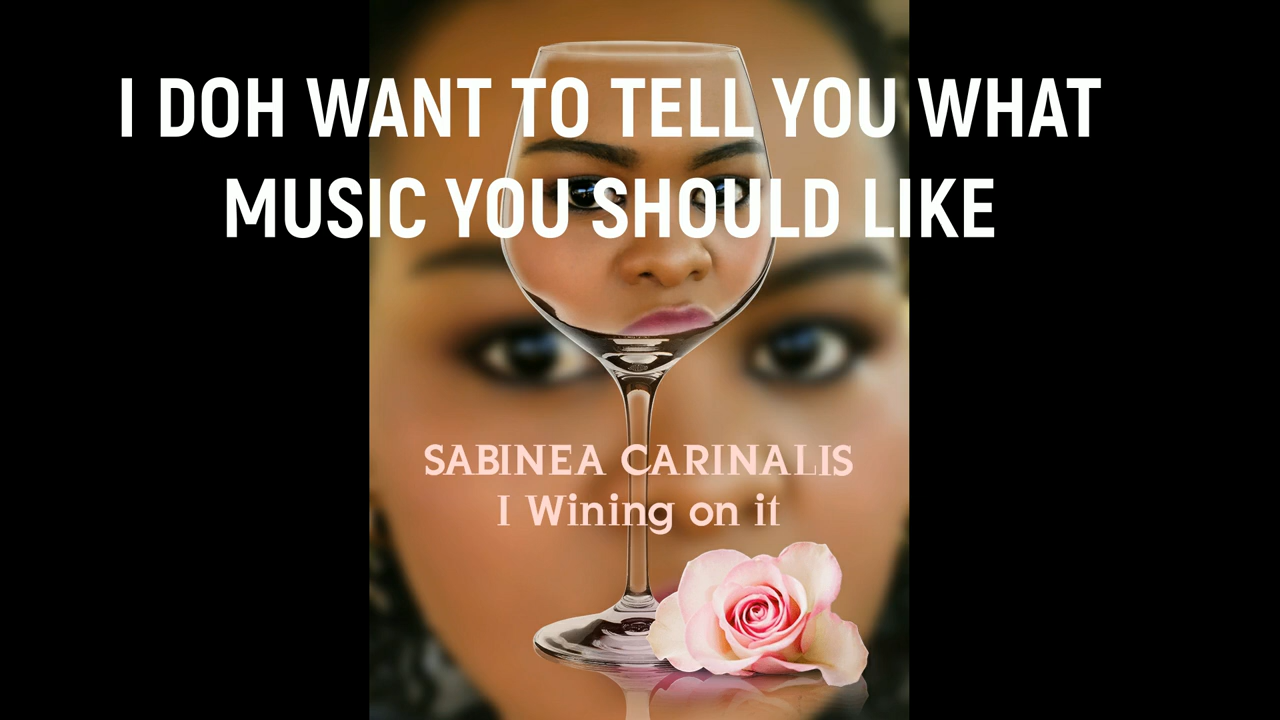 I DOH WANT TO TELL YOU WHAT
MUSIC YOU SHOULD LIKE
SABINEA CARINALIS
I Wining on it